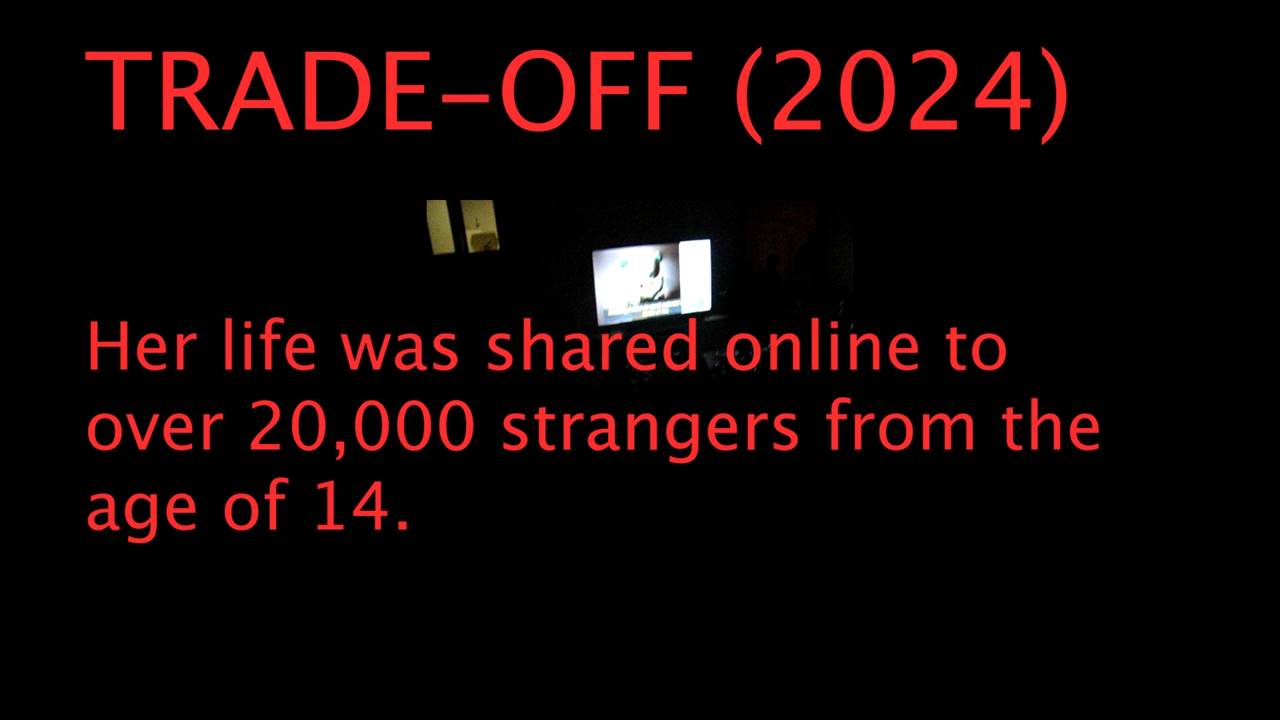 TRADE-OFF (2024)
Her life was shared online to
over 20,000 strangers from the
age of 14.